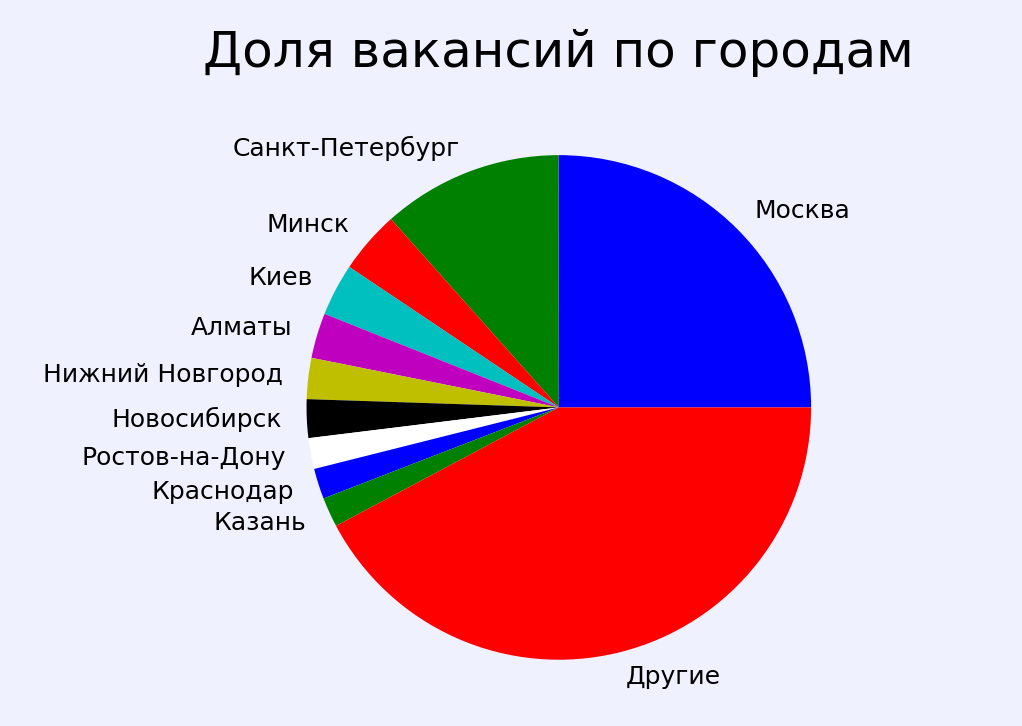 Доля вакансий по городам
Санкт-Петербург
Москва
Минск
Киев
Алматы
Нижний Новгород
Новосибирск
Ростов-на-Дону
Краснодар
Казань
Другие